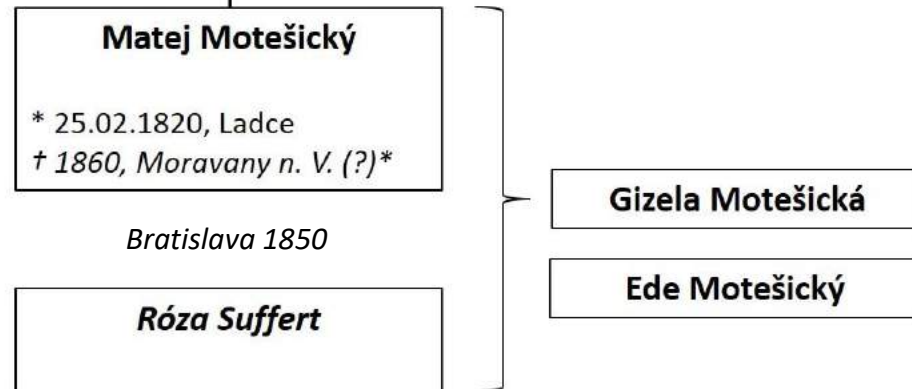 Matej Motešický
* 25.02.1820, Ladce
† 1860, Moravany n. V. (?)*
Bratislava 1850
Róza Suffert
Gizela Motešická
Ede Motešický